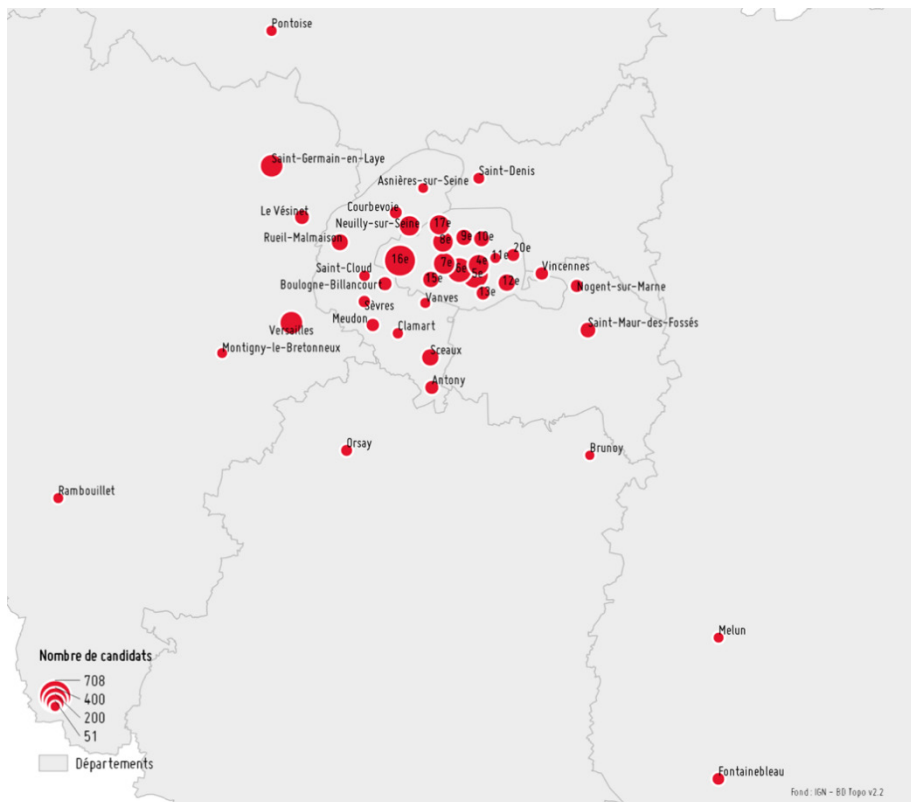 Pontoise
Saint-Germain-en-Laye
Saint-Denis
Asnières-sur-Seine
Le Vésinet
Courbevoie
Neuilly-sur-Seine
17e
Rueil-Malmaison
8e
9e
10e
20e
11e
16e
7e
6e
4e
5e
Saint-Cloud
15e
12e
Vincennes
Boulogne-Billancourt
13e
Nogent-sur-Marne
Sèvres
Vanves
Meudon
Clamart
Saint-Maur-des-Fossés
Versailles
Montigny-le-Bretonneux
Sceaux
Antony
Orsay
Brunoy
Rambouillet
Melun
Nombre de candidats
708
400
200
51
Départements
Fontainebleau
Fond : IGN - BD Topo v2.2